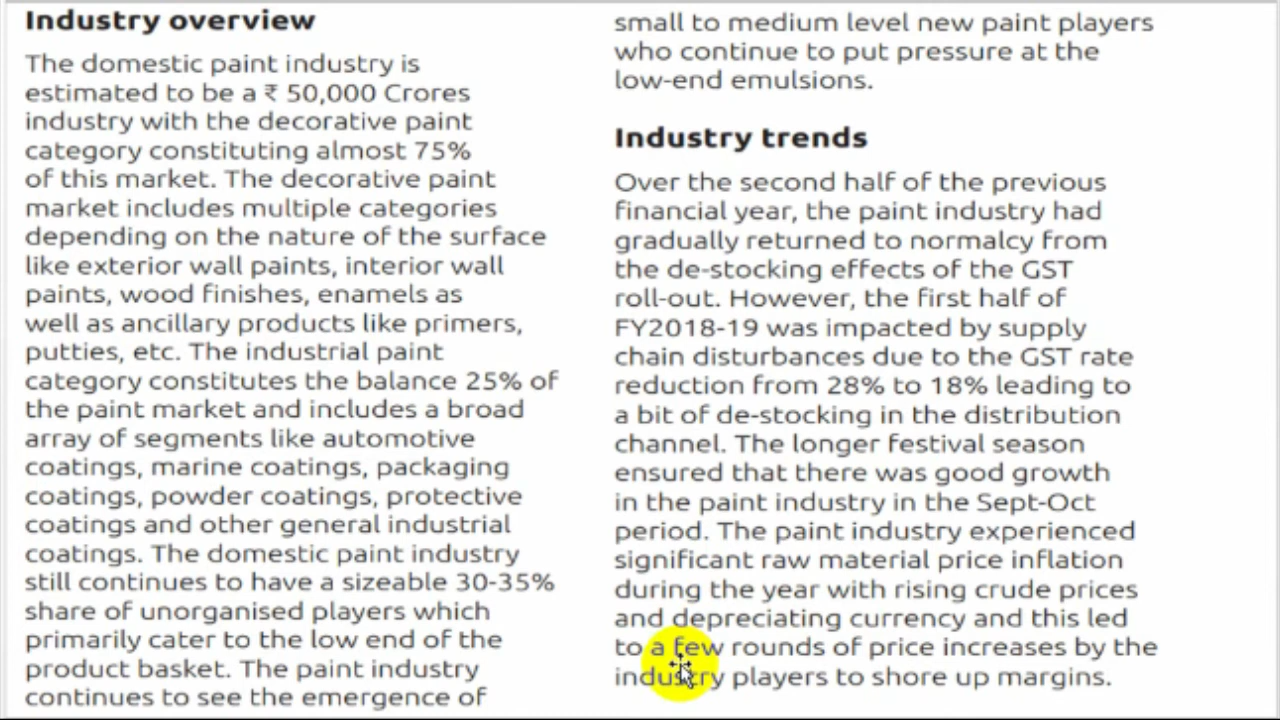 Industry overview
The domestic paint industry is
estimated to be a ₹ 50,000 Crores
industry with the decorative paint
category constituting almost 75%
of this market. The decorative paint
market includes multiple categories
depending on the nature of the surface
like exterior wall paints, interior wall
paints, wood finishes, enamels as
well as ancillary products like primers,
putties, etc. The industrial paint
category constitutes the balance 25% of
the paint market and includes a broad
array of segments like automotive
coatings, marine coatings, packaging
coatings, powder coatings, protective
coatings and other general industrial
coatings. The domestic paint industry
still continues to have a sizeable 30-35%
share of unorganised players which
primarily cater to the low end of the
product basket. The paint industry
continues to see the emergence of
small to medium level new paint players
who continue to put pressure at the
low-end emulsions.
Industry trends
Over the second half of the previous
financial year, the paint industry had
gradually returned to normalcy from
the de-stocking effects of the GST
roll-out. However, the first half of
FY2018-19 was impacted by supply
chain disturbances due to the GST rate
reduction from 28% to 18% leading to
a bit of de-stocking in the distribution
channel. The longer festival season
ensured that there was good growth
in the paint industry in the Sept-Oct
period. The paint industry experienced
significant raw material price inflation
during the year with rising crude prices
and depreciating currency and this led
to a few rounds of price increases by the
industry players to shore up margins.